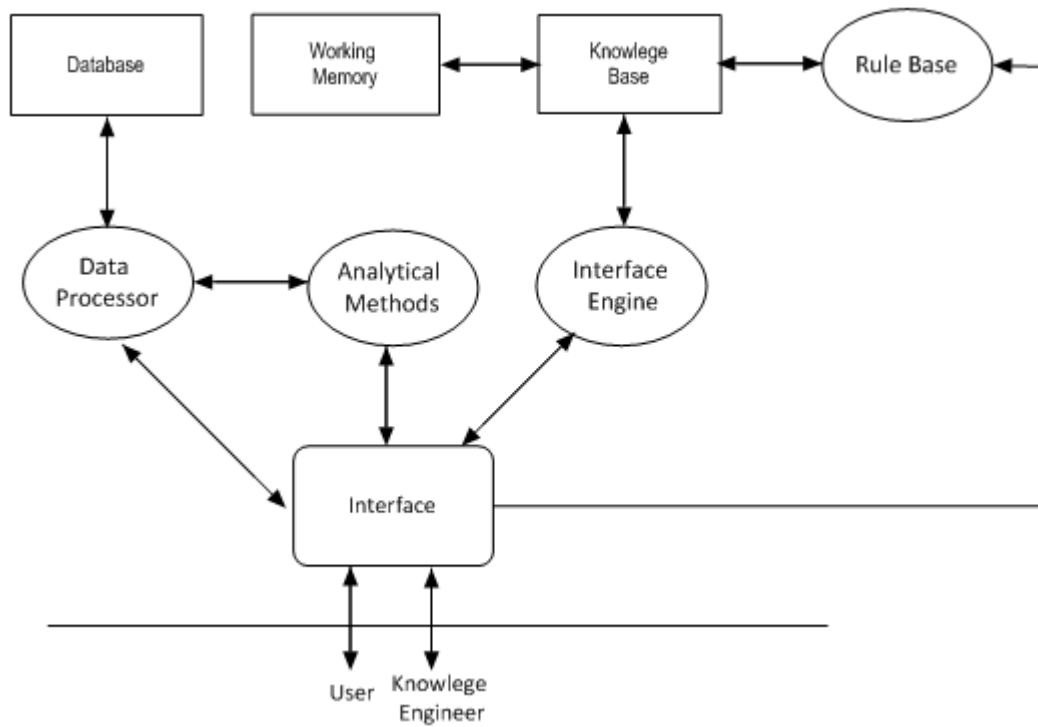 Database
Working
Memory
Knowlege
Base
Rule Base
Data
Processor
Analytical
Methods
Interface
Engine
Interface
User
Knowlege
Engineer